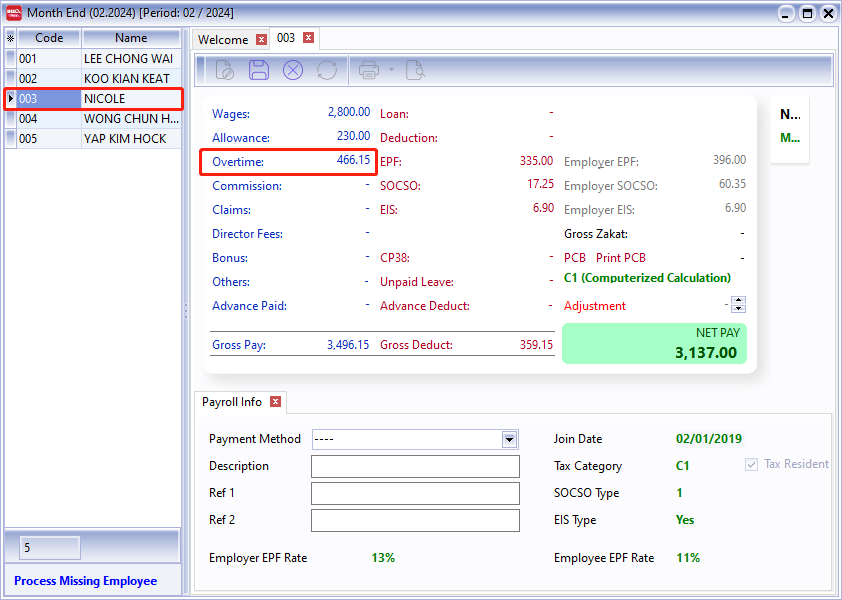 Month End (02.2024) [Period: 02 / 2024]
Code Name
001 LEE CHONG WAI
002 KOO KIAN KEAT
003 NICOLE
004 WONG CHUN H...
005 YAP KIM HOCK
5
Process Missing Employee
Welcome 003
Wages: 2,800.00 Loan: -
Allowance: 230.00 Deduction: -
Overtime: 466.15 EPF: 335.00 Employer EPF: 396.00
Commission: - SOCSO: 17.25 Employer SOCSO: 60.35
Claims: - EIS: 6.90 Employer EIS: 6.90
Director Fees: - Gross Zakat: -
Bonus: - CP38: - PCB Print PCB -
Others: - Unpaid Leave: - C1 (Computerized Calculation)
Advance Paid: - Advance Deduct: - Adjustment -
Gross Pay: 3,496.15 Gross Deduct: 359.15 NET PAY
3,137.00
N...
M...
Payroll Info
Payment Method ---- Join Date 02/01/2019
Description Tax Category C1 Tax Resident
Ref 1 SOCSO Type 1
Ref 2 EIS Type Yes
Employer EPF Rate 13% Employee EPF Rate 11%